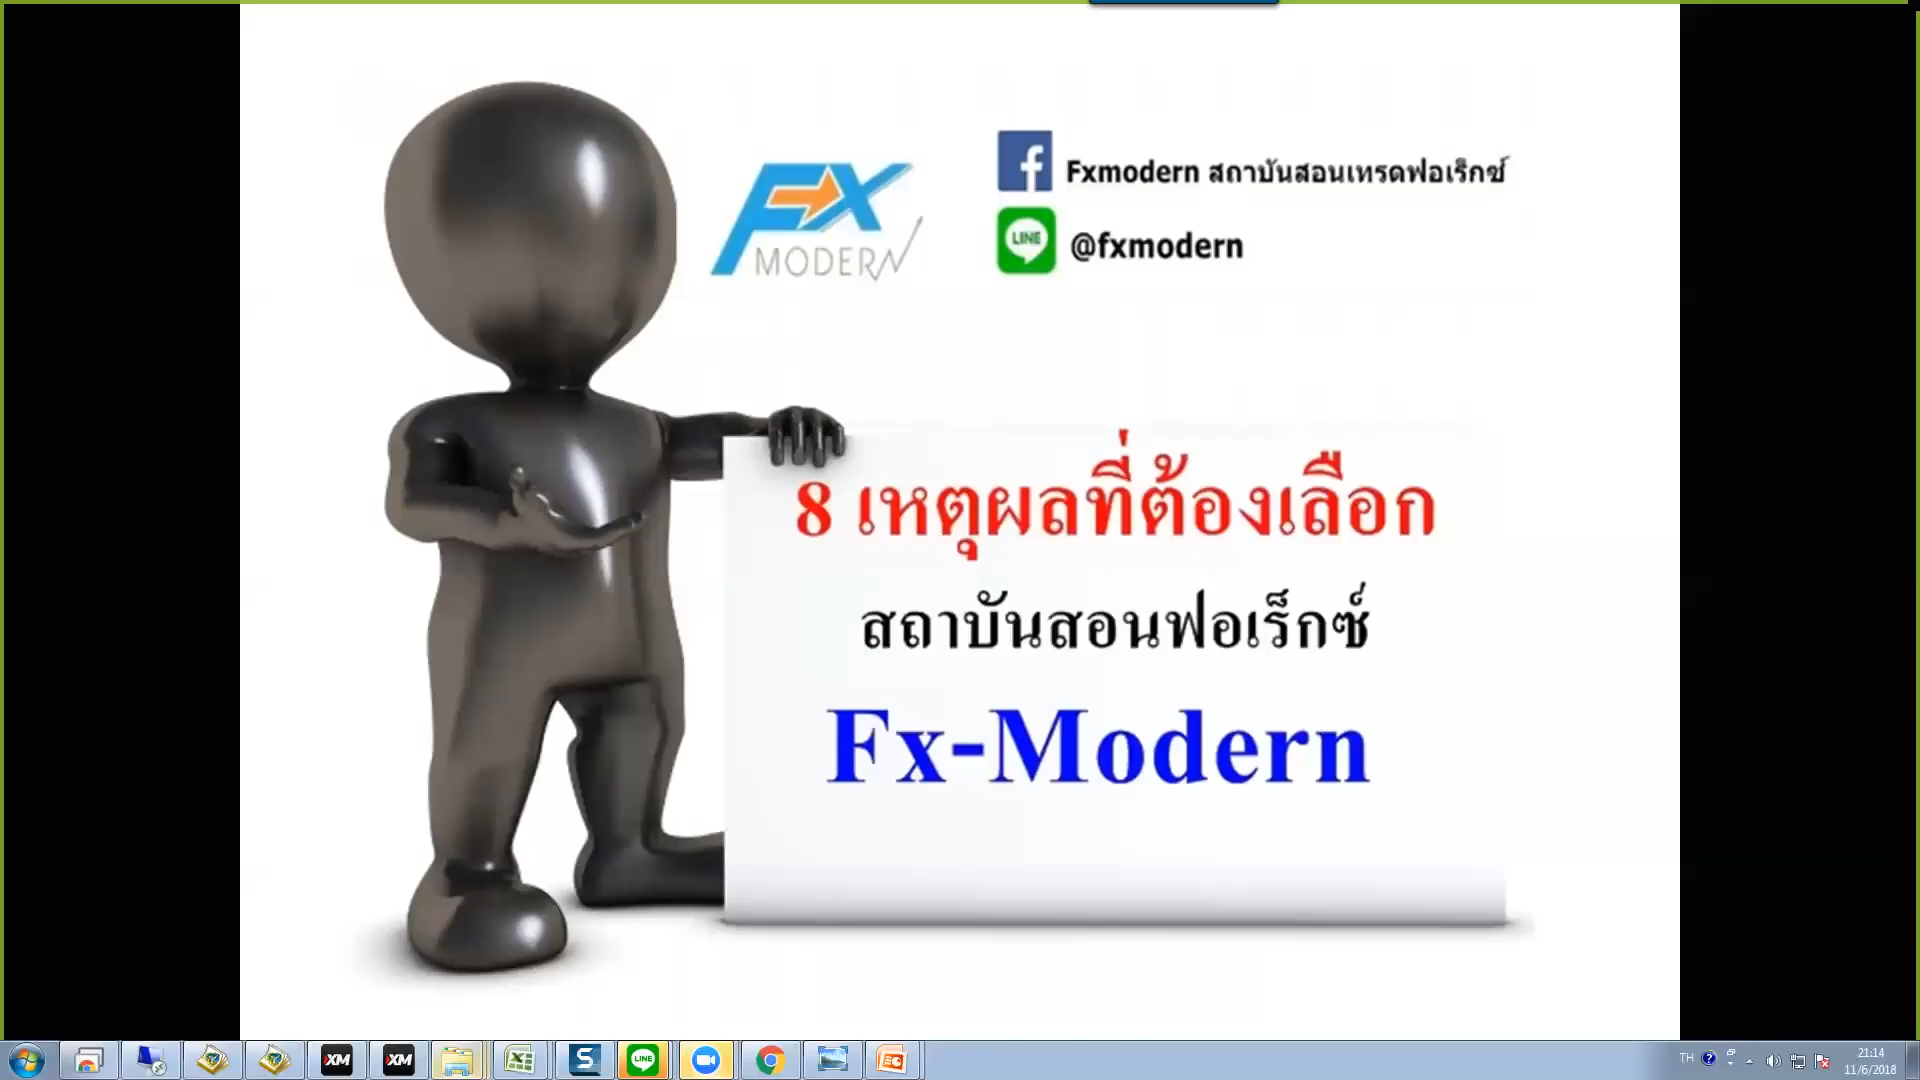 FX
MODERN
Fxmodern สถาบันสอนเทรดฟอเร็กซ์
LINE
@fxmodern
8 เหตุผลที่ต้องเลือก
สถาบันสอนฟอเร็กซ์
Fx-Modern
XM
XM
S
LINE
TH
21:14
11/6/2018